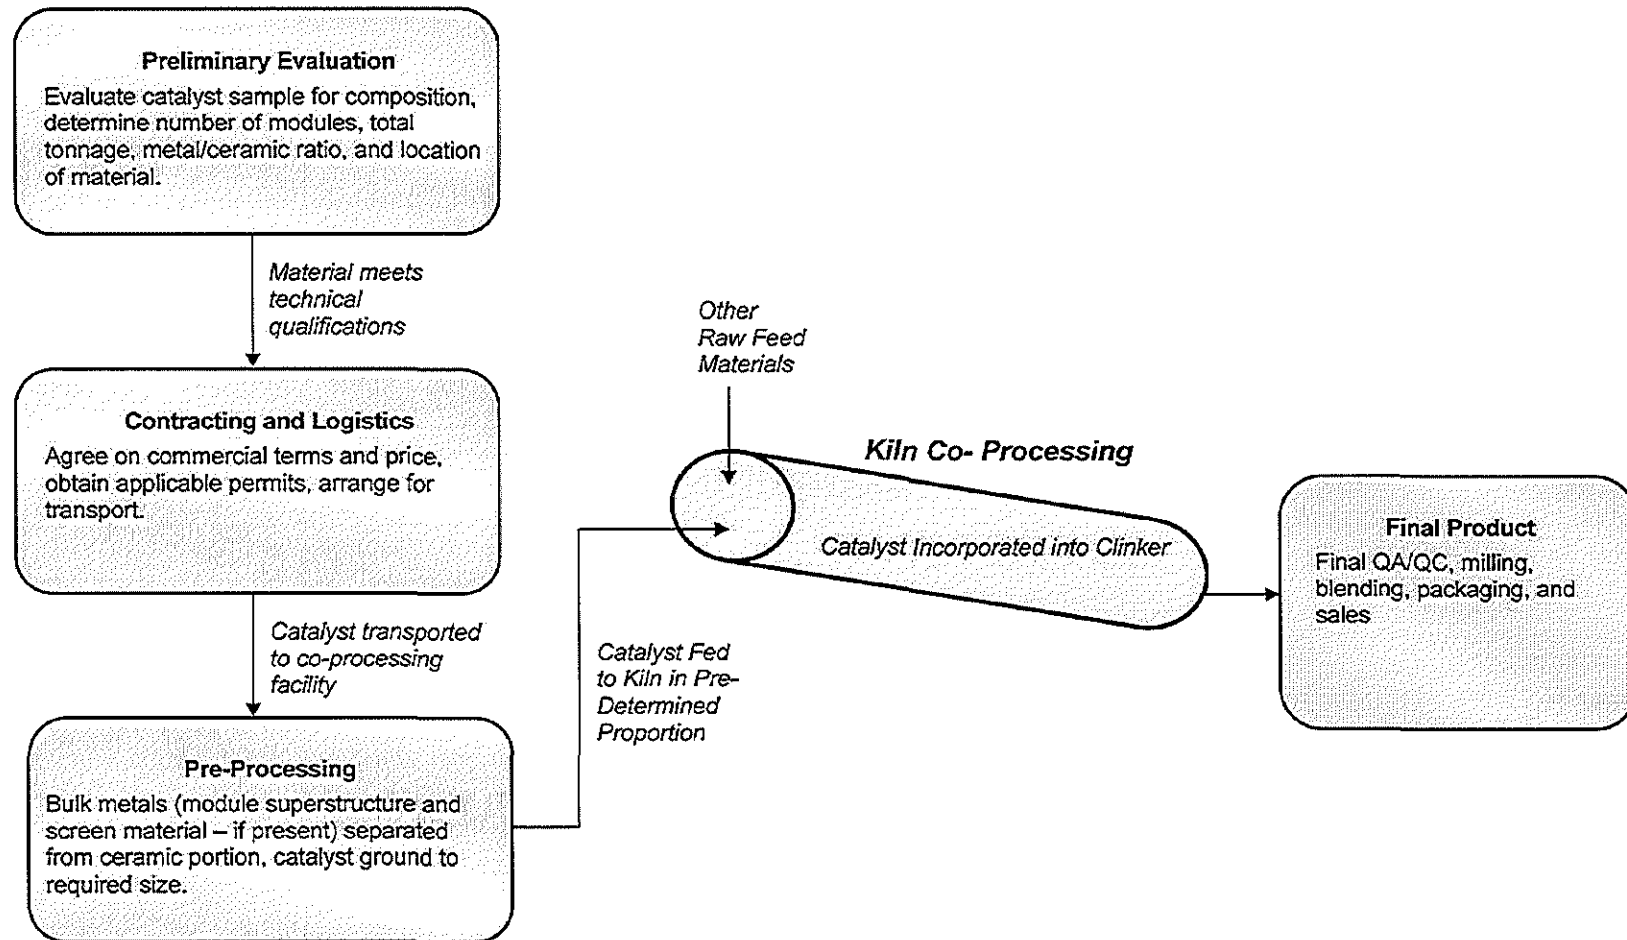 Preliminary Evaluation
Evaluate catalyst sample for composition,
determine number of modules, total
tonnage, metal/ceramic ratio, and location
of material.
Material meets
technical
qualifications
Contracting and Logistics
Agree on commercial terms and price,
obtain applicable permits, arrange for
transport.
Catalyst transported
to co-processing
facility
Pre-Processing
Bulk metals (module superstructure and
screen material – if present) separated
from ceramic portion, catalyst ground to
required size.
Catalyst Fed
to Kiln in Pre-
Determined
Proportion
Other
Raw Feed
Materials
Kiln Co- Processing
Catalyst Incorporated into Clinker
Final Product
Final QA/QC, milling,
blending, packaging, and
sales